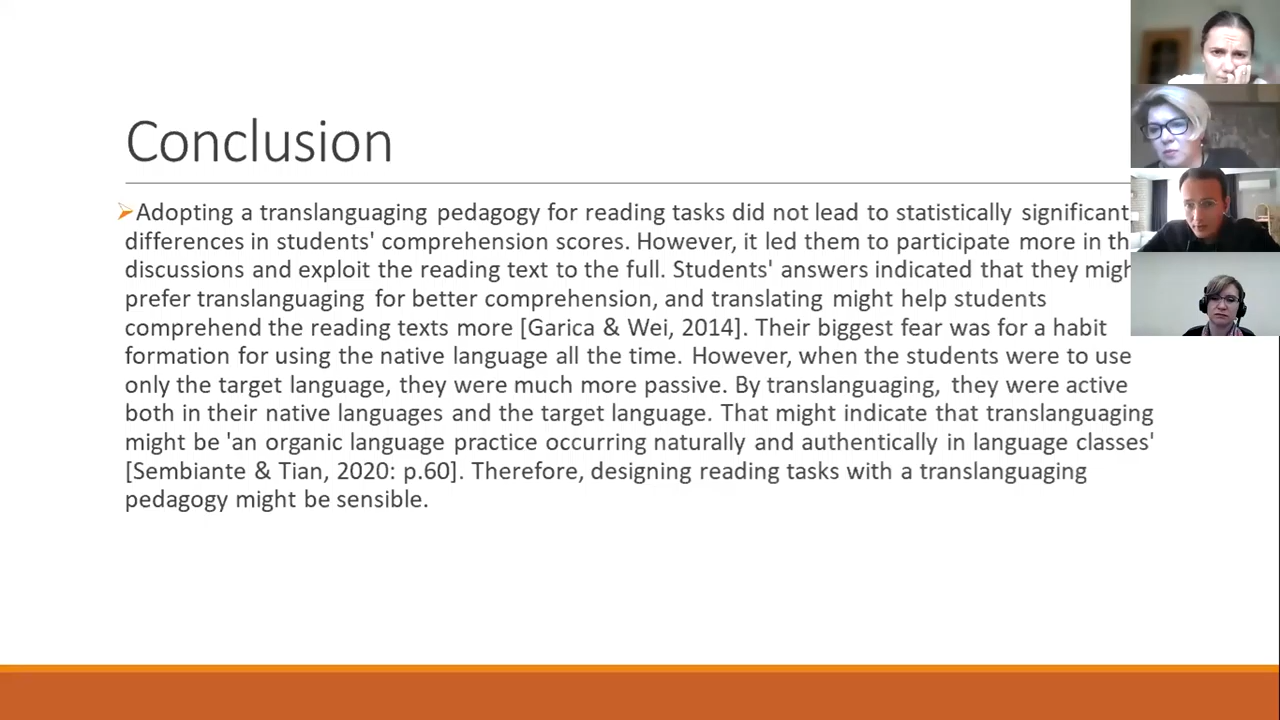 Conclusion
Adopting a translanguaging pedagogy for reading tasks did not lead to statistically significant
differences in students' comprehension scores. However, it led them to participate more in
discussions and exploit the reading text to the full. Students' answers indicated that they
prefer translanguaging for better comprehension, and translating might help students
comprehend the reading texts more [Garica & Wei, 2014]. Their biggest fear was for a habit
formation for using the native language all the time. However, when the students were to use
only the target language, they were much more passive. By translanguaging, they were active
both in their native languages and the target language. That might indicate that translanguaging
might be 'an organic language practice occurring naturally and authentically in language classes'
[Sembiante & Tian, 2020: p.60]. Therefore, designing reading tasks with a translanguaging
pedagogy might be sensible.